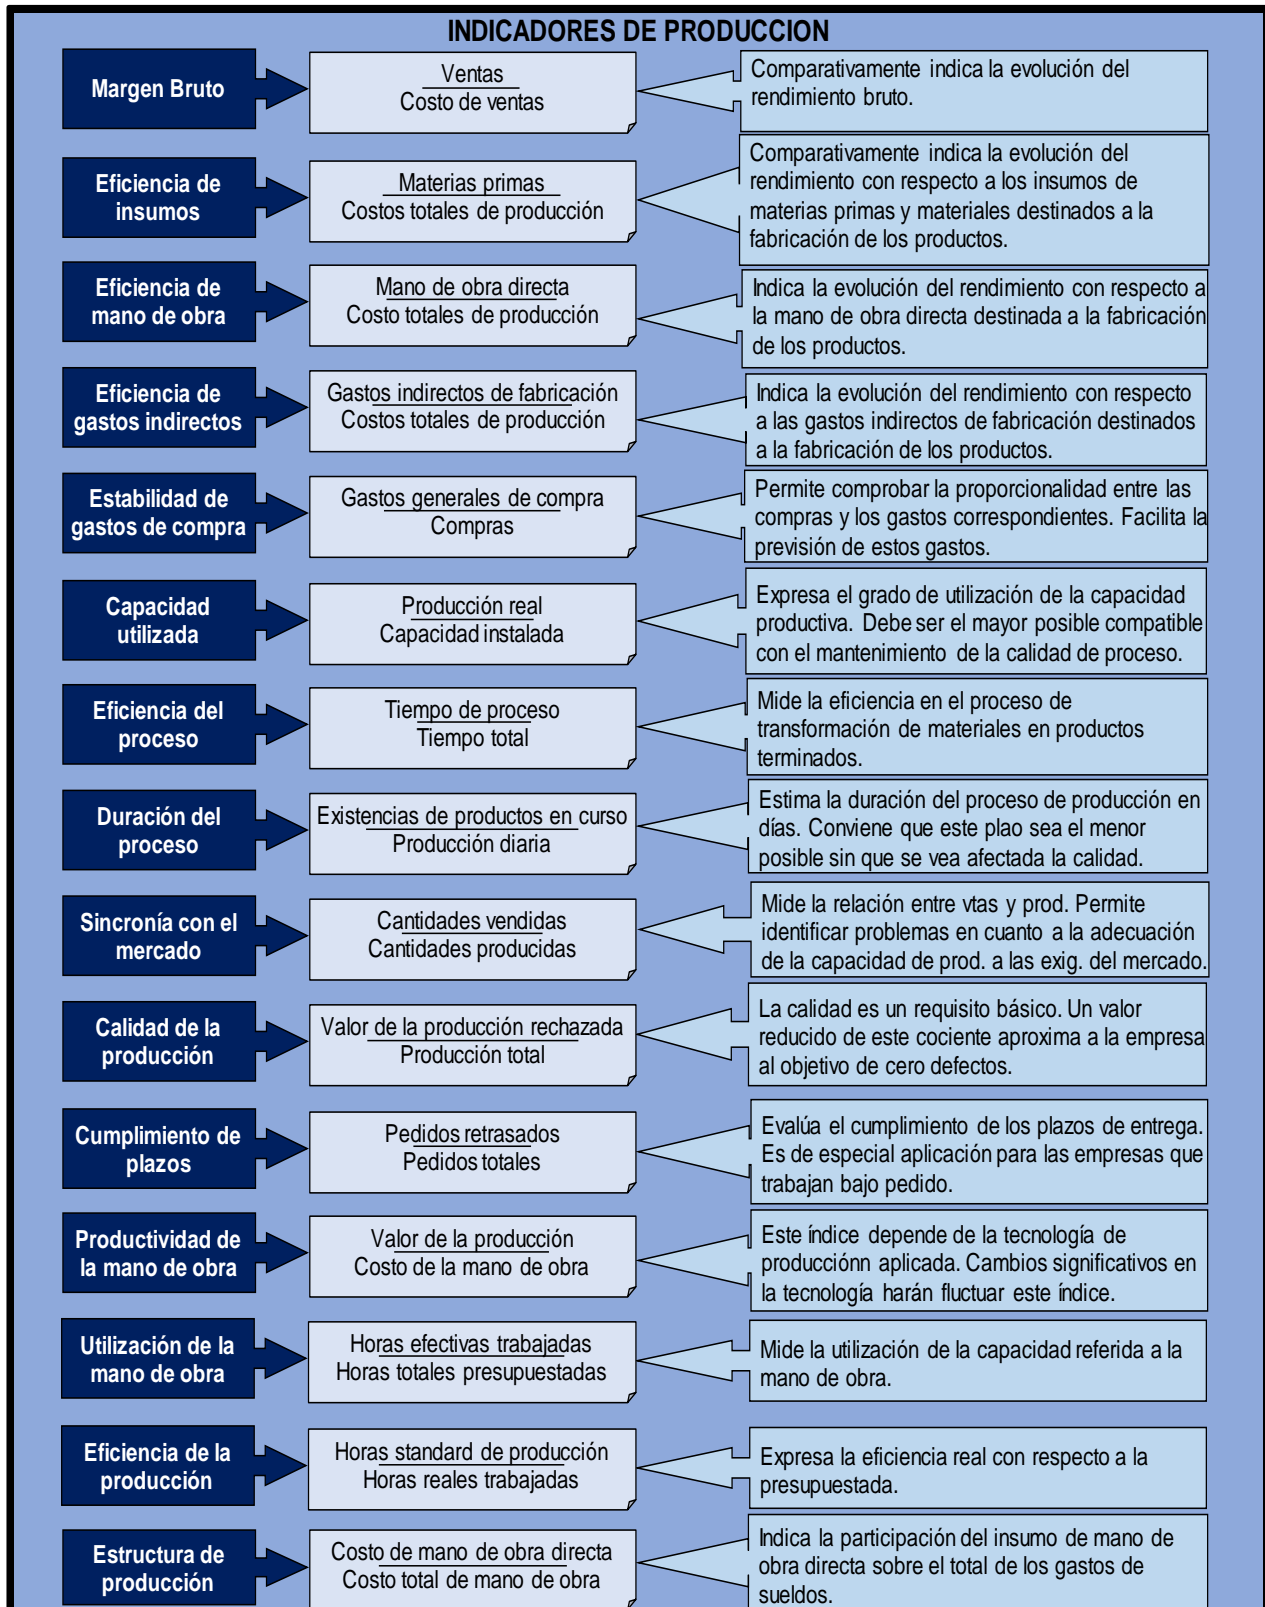 INDICADORES DE PRODUCCION
Margen Bruto
Ventas
Costo de ventas
Comparativamente indica la evolución del
rendimiento bruto.
Eficiencia de
insumos
Materias primas
Costos totales de producción
Comparativamente indica la evolución del
rendimiento con respecto a los insumos de
materias primas y materiales destinados a la
fabricación de los productos.
Eficiencia de
mano de obra
Mano de obra directa
Costo totales de producción
Indica la evolución del rendimiento con respecto a
la mano de obra directa destinada a la fabricación
de los productos.
Eficiencia de
gastos indirectos
Gastos indirectos de fabricación
Costos totales de producción
Indica la evolución del rendimiento con respecto
a las gastos indirectos de fabricación destinados
a la fabricación de los productos.
Estabilidad de
gastos de compra
Gastos generales de compra
Compras
Permite comprobar la proporcionalidad entre las
compras y los gastos correspondientes. Facilita la
previsión de estos gastos.
Capacidad
utilizada
Producción real
Capacidad instalada
Expresa el grado de utilización de la capacidad
productiva. Debe ser el mayor posible compatible
con el mantenimiento de la calidad de proceso.
Eficiencia del
proceso
Tiempo de proceso
Tiempo total
Mide la eficiencia en el proceso de
transformación de materiales en productos
terminados.
Duración del
proceso
Existencias de productos en curso
Producción diaria
Estima la duración del proceso de producción en
días. Conviene que este plao sea el menor
posible sin que se vea afectada la calidad.
Sincronía con el
mercado
Cantidades vendidas
Cantidades producidas
Mide la relación entre vtas y prod. Permite
identificar problemas en cuanto a la adecuación
de la capacidad de prod. a las exig. del mercado.
Calidad de la
producción
Valor de la producción rechazada
Producción total
La calidad es un requisito básico. Un valor
reducido de este cociente aproxima a la empresa
al objetivo de cero defectos.
Cumplimiento de
plazos
Pedidos retrasados
Pedidos totales
Evalúa el cumplimiento de los plazos de entrega.
Es de especial aplicación para las empresas que
trabajan bajo pedido.
Productividad de
la mano de obra
Valor de la producción
Costo de la mano de obra
Este índice depende de la tecnología de
producciónn aplicada. Cambios significativos en
la tecnología harán fluctuar este índice.
Utilización de la
mano de obra
Horas efectivas trabajadas
Horas totales presupuestadas
Mide la utilización de la capacidad referida a la
mano de obra.
Eficiencia de la
producción
Horas standard de producción
Horas reales trabajadas
Expresa la eficiencia real con respecto a la
presupuestada.
Estructura de
producción
Costo de mano de obra directa
Costo total de mano de obra
Indica la participación del insumo de mano de
obra directa sobre el total de los gastos de
sueldos.